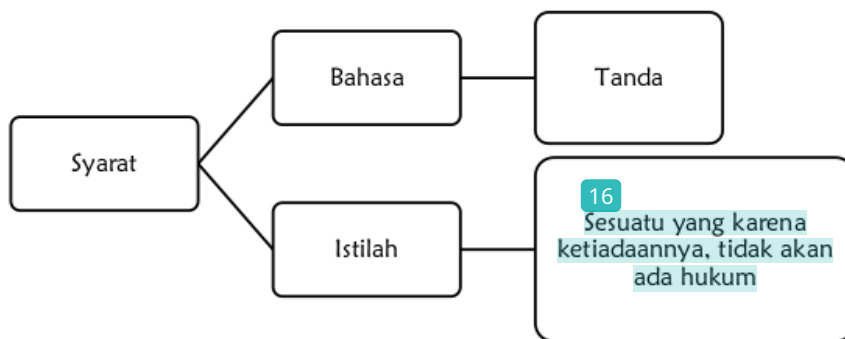 Bahasa
Tanda
Syarat
16
Sesuatu yang karena
ketiadaannya, tidak akan
ada hukum
Istilah